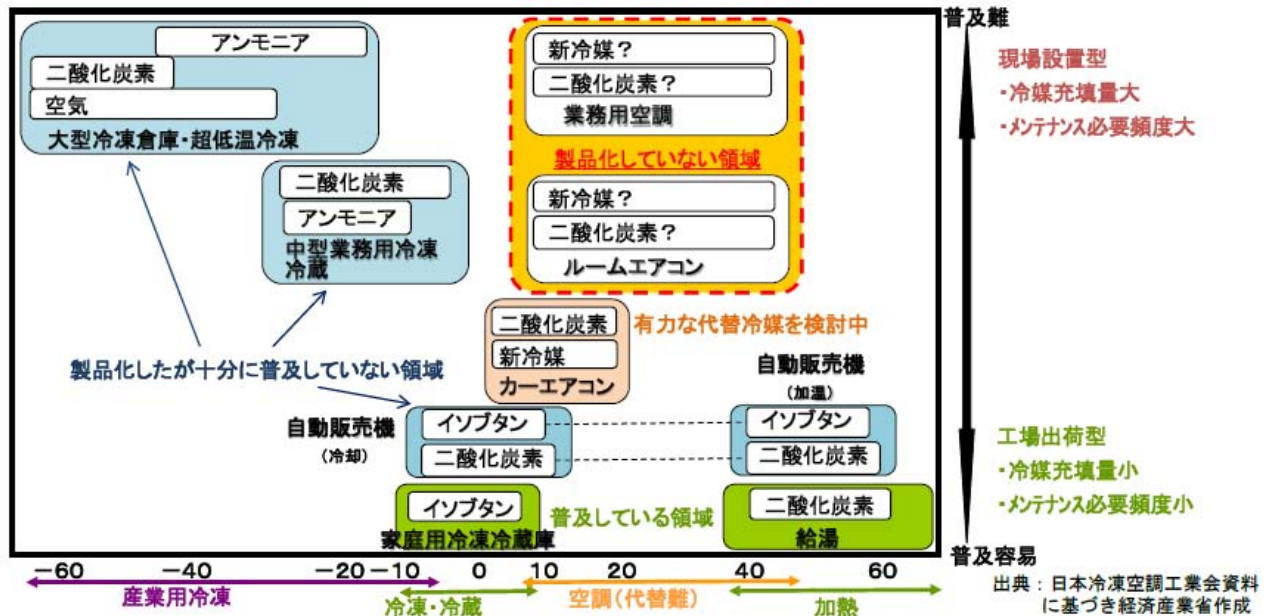 アンモニア
二酸化炭素
空気
大型冷凍倉庫・超低温冷凍
二酸化炭素
アンモニア
中型業務用冷凍
冷蔵
新冷媒?
二酸化炭素?
業務用空調
製品化していない領域
新冷媒?
二酸化炭素?
ルームエアコン
二酸化炭素
新冷媒
カーエアコン
有力な代替冷媒を検討中
製品化したが十分に普及していない領域
自動販売機
(冷却)
イソブタン
二酸化炭素
自動販売機
(加温)
イソブタン
二酸化炭素
イソブタン
家庭用冷凍冷蔵庫
普及している領域
二酸化炭素
給湯
普及難
現場設置型
・冷媒充填量大
・メンテナンス必要頻度大
工場出荷型
・冷媒充填量小
・メンテナンス必要頻度小
普及容易
-60 -40 -20 -10 0 10 20 40 60
産業用冷凍
冷凍・冷蔵
空調(代替難)
加熱
出典:日本冷凍空調工業会資料
に基づき経済産業省作成